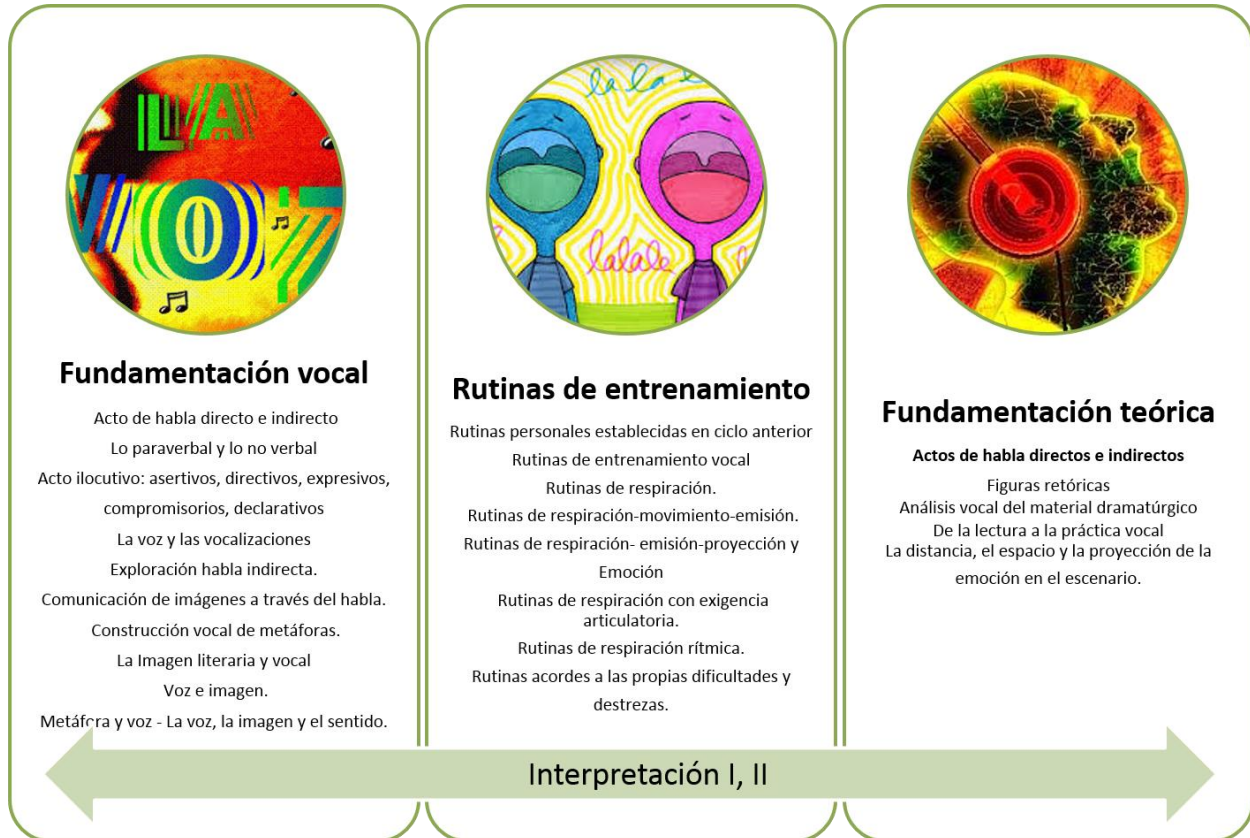 LA
VOZ
Fundamentación vocal
Acto de habla directo e indirecto
Lo paraverbal y lo no verbal
Acto ilocutivo: asertivos, directivos, expresivos,
compromisorios, declarativos
La voz y las vocalizaciones
Exploración habla indirecta.
Comunicación de imágenes a través del habla.
Construcción vocal de metáforas.
La Imagen literaria y vocal
Voz e imagen.
Metáfora y voz - La voz, la imagen y el sentido.
la la l
lalale
Rutinas de entrenamiento
Rutinas personales establecidas en ciclo anterior
Rutinas de entrenamiento vocal
Rutinas de respiración.
Rutinas de respiración-movimiento-emisión.
Rutinas de respiración- emisión-proyección y
Emoción
Rutinas de respiración con exigencia
articulatoria.
Rutinas de respiración rítmica.
Rutinas acordes a las propias dificultades y
destrezas.
Fundamentación teórica
Actos de habla directos e indirectos
Figuras retóricas
Análisis vocal del material dramatúrgico
De la lectura a la práctica vocal
La distancia, el espacio y la proyección de la
emoción en el escenario.
Interpretación I, II